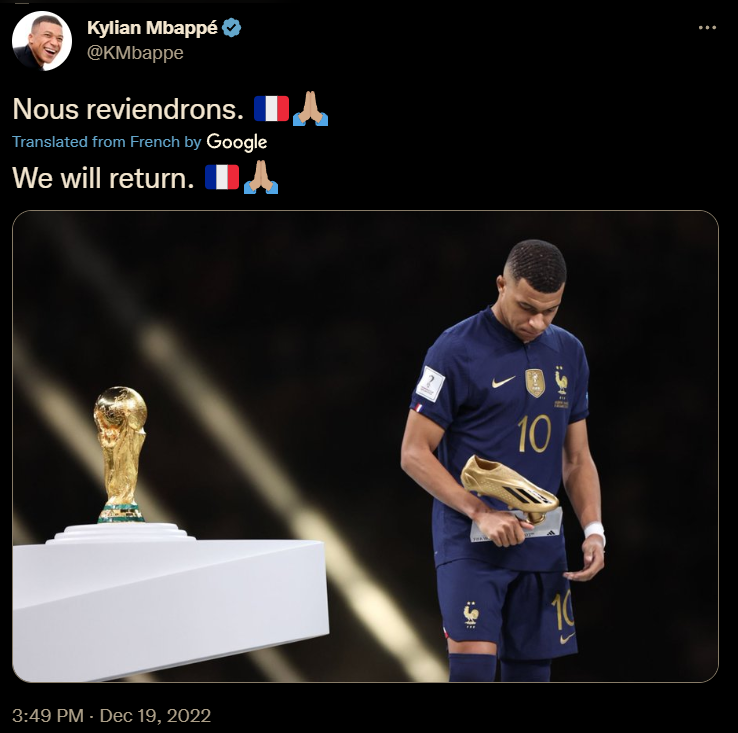 Kylian Mbappé
@KMbappe
Nous reviendrons. 🇫🇷🙏🏼
Translated from French by Google
We will return. 🇫🇷🙏🏼
10
10
3:49 PM · Dec 19, 2022